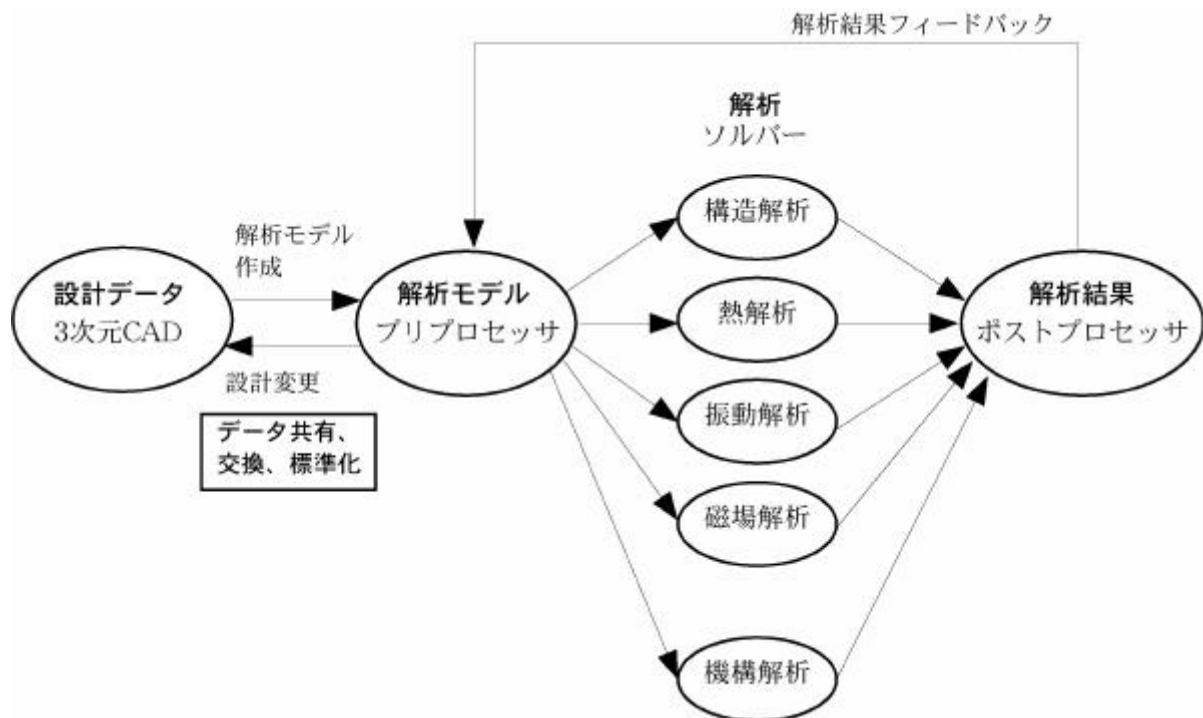 解析結果フィードバック
解析
ソルバー
構造解析
解析モデル
作成
設計データ
3次元CAD
解析モデル
プリプロセッサ
熱解析
解析結果
ポストプロセッサ
設計変更
振動解析
データ共有、
交換、標準化
磁場解析
機構解析